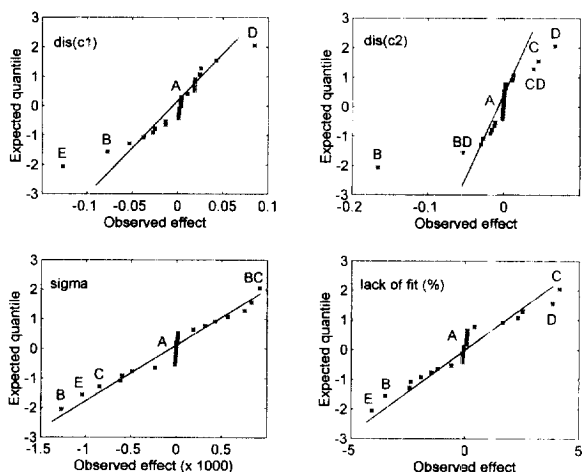 dis(c1)
Expected quantile
3
2
1
0
-1
-2
-3
D
A
B
E
-0.1
-0.05
0
0.05
0.1
Observed effect
dis(c2)
Expected quantile
3
2
1
0
-1
-2
-3
D
C
CD
A
BD
B
-0.2
-0.1
0
0.1
Observed effect
sigma
Expected quantile
3
2
1
0
-1
-2
-3
BC
A
C
E
B
-1.5
-1
-0.5
0
0.5
1
Observed effect (x 1000)
lack of fit (%)
Expected quantile
3
2
1
0
-1
-2
-3
C
D
A
B
E
-5
0
5
Observed effect